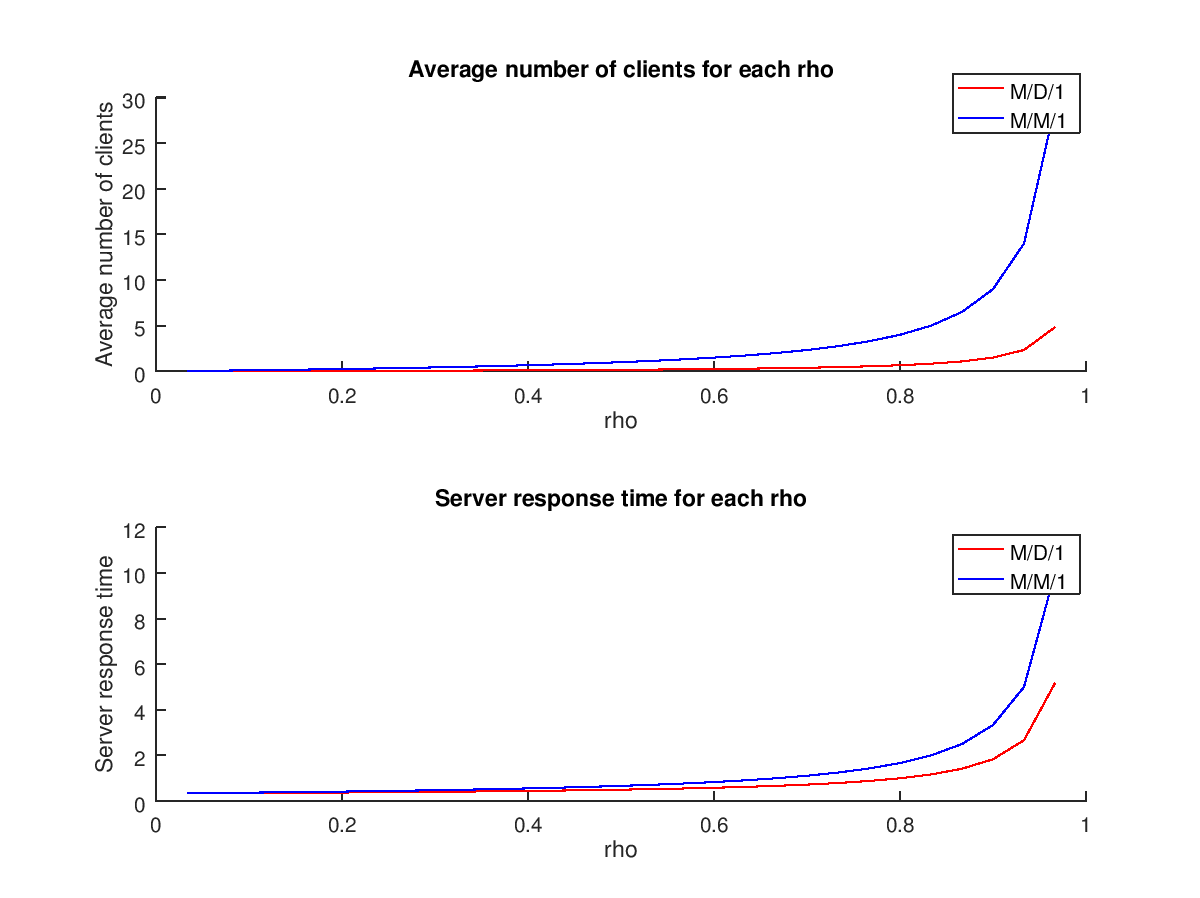 Average number of clients for each rho
M/D/1
M/M/1
Average number of clients
30
25
20
15
10
5
0
0 0.2 0.4 0.6 0.8 1
rho
Server response time for each rho
M/D/1
M/M/1
Server response time
12
10
8
6
4
2
0
0 0.2 0.4 0.6 0.8 1
rho